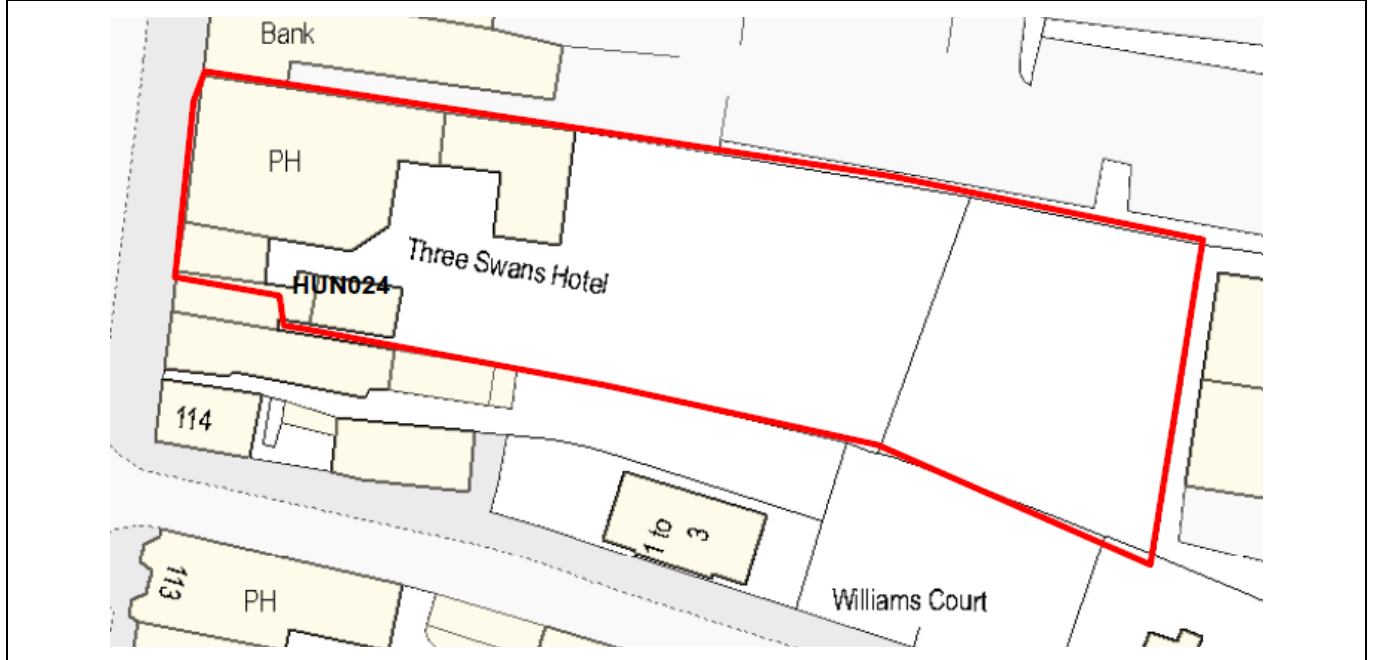 Bank
PH
Three Swans Hotel
HUN024
114
1 to
3
Williams Court
113
PH